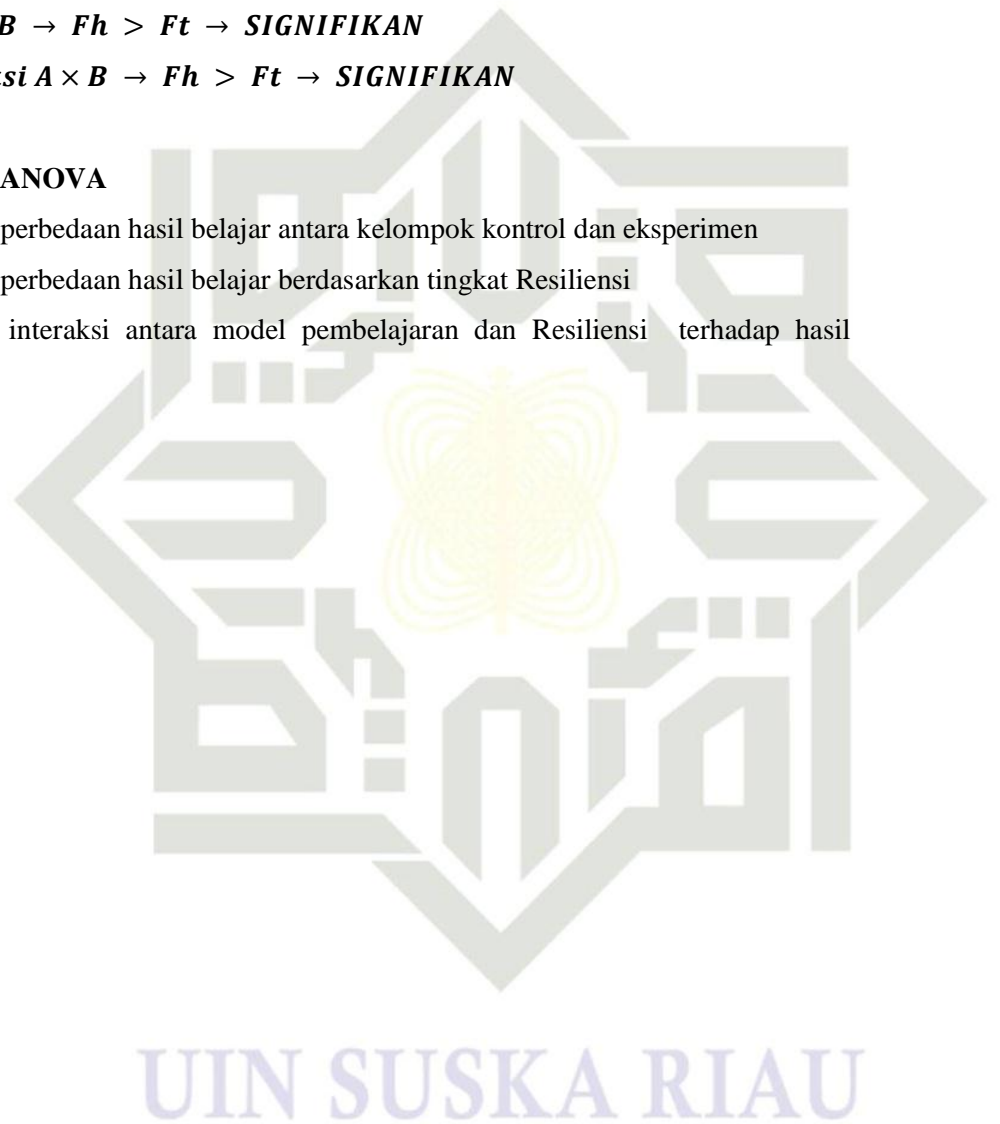 B → Fh > Ft → SIGNIFIKAN
si A × B → Fh > Ft → SIGNIFIKAN
ANOVA
perbedaan hasil belajar antara kelompok kontrol dan eksperimen
perbedaan hasil belajar berdasarkan tingkat Resiliensi
interaksi antara model pembelajaran dan Resiliensi terhadap hasil
UIN SUSKA RIAU